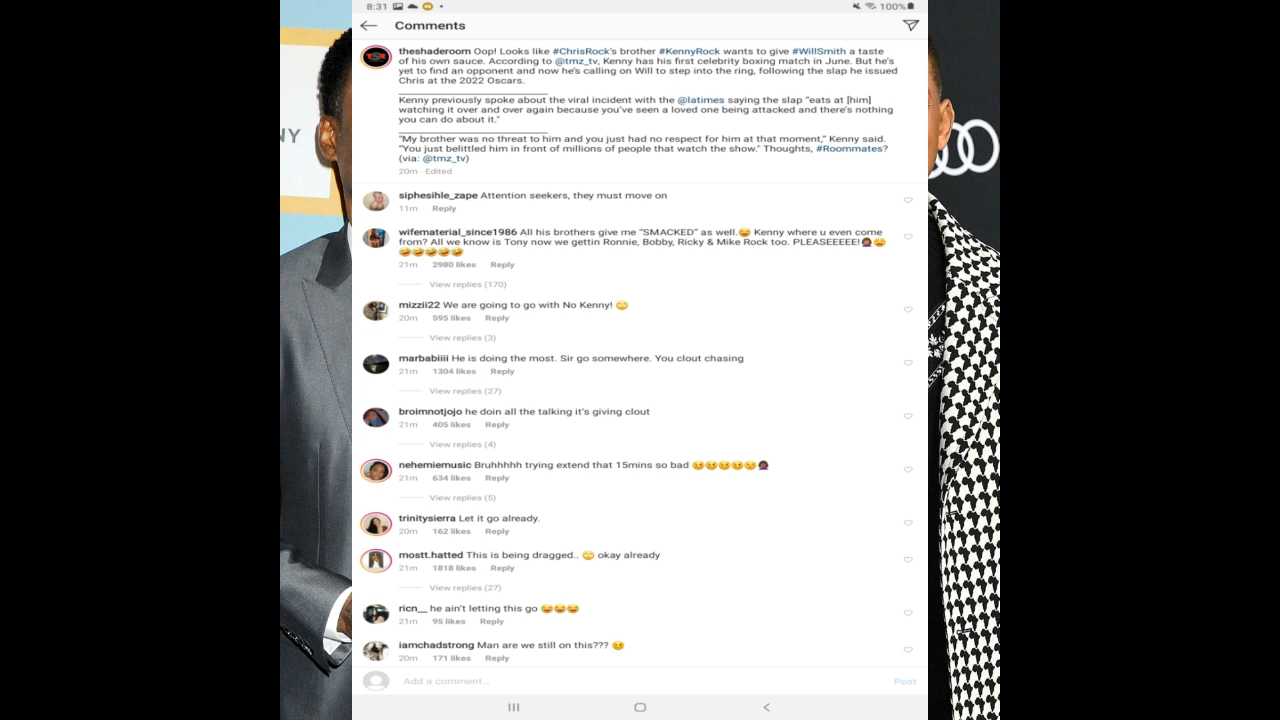 8:31
100%
Comments
theshaderoom Oop! Looks like #ChrisRock's brother #KennyRock wants to give #WillSmith a taste
of his own sauce. According to @tmz_tv, Kenny has his first celebrity boxing match in June. But he's
yet to find an opponent and now he's calling on Will to step into the ring, following the slap he issued
Chris at the 2022 Oscars.
Kenny previously spoke about the viral incident with the @latimes saying the slap "eats at [him]
watching it over and over again because you've seen a loved one being attacked and there's nothing
you can do about it."
"My brother was no threat to him and you just had no respect for him at that moment," Kenny said.
"You just belittled him in front of millions of people that watch the show." Thoughts, #Roommates?
(via: @tmz_tv)
20m · Edited
siphesihle_zape Attention seekers, they must move on
11m Reply
wifematerial_since1986 All his brothers give me "SMACKED" as well.😂 Kenny where u even come
from? All we know is Tony now we gettin Ronnie, Bobby, Ricky & Mike Rock too. PLEASEEEEE!🤦🏾‍♀️😩
🤣🤣🤣🤣🤣
21m 2980 likes Reply
View replies (170)
mizzii22 We are going to go with No Kenny! 🙄
20m 595 likes Reply
View replies (3)
marbabiiii He is doing the most. Sir go somewhere. You clout chasing
21m 1304 likes Reply
View replies (27)
broimnotjojo he doin all the talking it's giving clout
21m 405 likes Reply
View replies (4)
nehemiemusic Bruhhhhh trying extend that 15mins so bad
21m 634 likes Reply
View replies (5)
trinitysierra Let it go already.
20m 162 likes Reply
mostt.hatted This is being dragged.. 🙄 okay already
21m 1818 likes Reply
View replies (27)
ricn__ he ain't letting this go 😂😂😂
21m 95 likes Reply
iamchadstrong Man are we still on this???
20m 171 likes Reply
Add a comment...
Post
NY